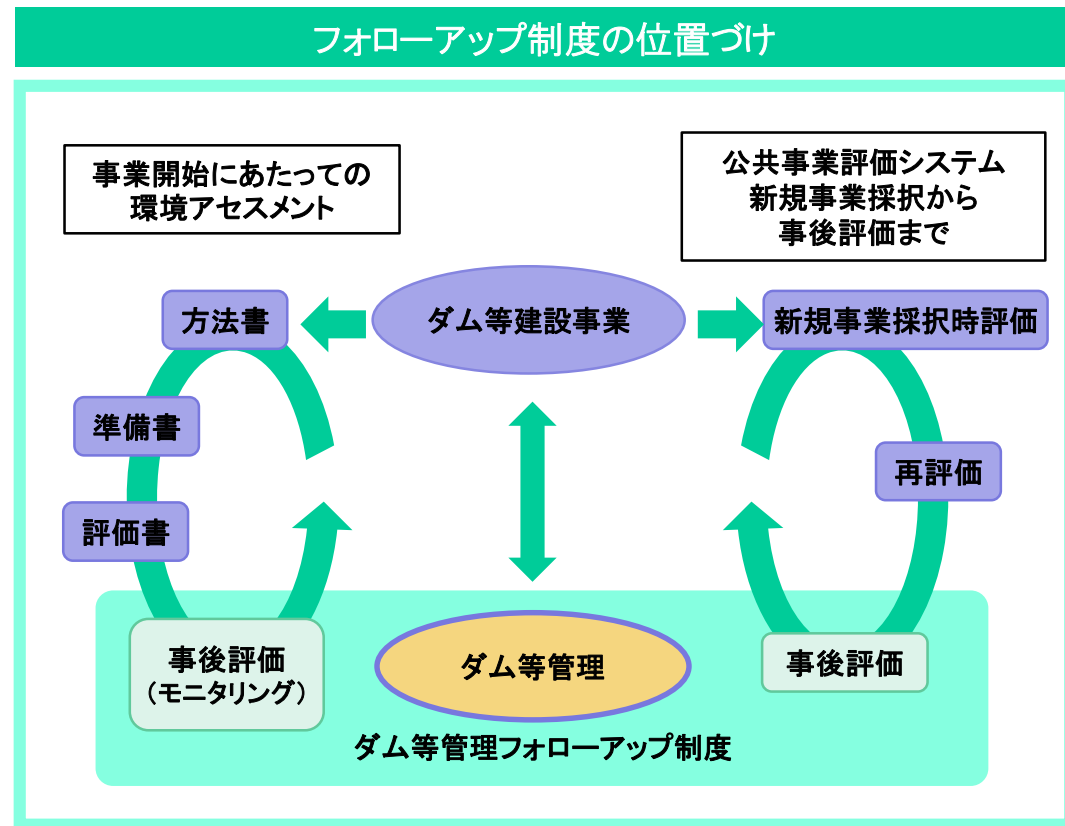 フォローアップ制度の位置づけ
事業開始にあたっての
環境アセスメント
公共事業評価システム
新規事業採択から
事後評価まで
方法書
ダム等建設事業
新規事業採択時評価
準備書
再評価
評価書
事後評価
（モニタリング）
ダム等管理
事後評価
ダム等管理フォローアップ制度